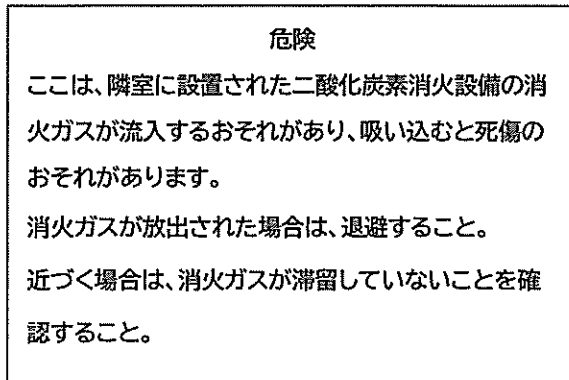 危険
ここは、隣室に設置された二酸化炭素消火設備の消
火ガスが流入するおそれがあり、吸い込むと死傷の
おそれがあります。
消火ガスが放出された場合は、退避すること。
近づく場合は、消火ガスが滞留していないことを確
認すること。